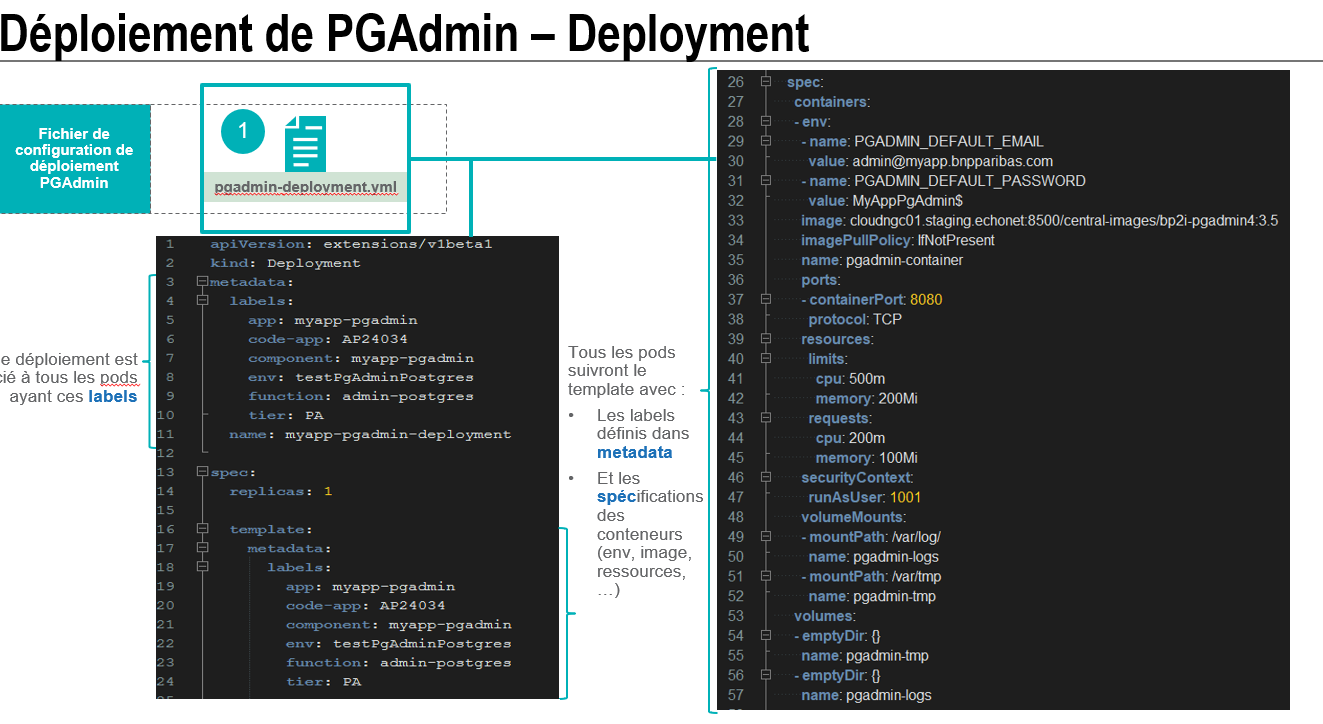 Déploiement de PGAdmin – Deployment
Fichier de
configuration de
déploiement
PGAdmin
1
pgadmin-deployment.yml
1 apiVersion: extensions/v1beta1
2 kind: Deployment
3 metadata:
4 labels:
5 app: myapp-pgadmin
6 code-app: AP24034
7 component: myapp-pgadmin
8 env: testPgAdminPostgres
9 function: admin-postgres
10 tier: PA
11 name: myapp-pgadmin-deployment
12
13 spec:
14 replicas: 1
15
16 template:
17 metadata:
18 labels:
19 app: myapp-pgadmin
20 code-app: AP24034
21 component: myapp-pgadmin
22 env: testPgAdminPostgres
23 function: admin-postgres
24 tier: PA
e déploiement est
cié à tous les pods
ayant ces labels
Tous les pods
suivront le
template avec :
• Les labels
définis dans
metadata
• Et les
spécifications
des
conteneurs
(env, image,
ressources,
…)
26 spec:
27 containers:
28 - env:
29 - name: PGADMIN_DEFAULT_EMAIL
30 value: admin@myapp.bnpparibas.com
31 - name: PGADMIN_DEFAULT_PASSWORD
32 value: MyAppPgAdmin$
33 image: cloudngc01.staging.echonet:8500/central-images/bp2i-pgadmin4:3.5
34 imagePullPolicy: IfNotPresent
35 name: pgadmin-container
36 ports:
37 - containerPort: 8080
38 protocol: TCP
39 resources:
40 limits:
41 cpu: 500m
42 memory: 200Mi
43 requests:
44 cpu: 200m
45 memory: 100Mi
46 securityContext:
47 runAsUser: 1001
48 volumeMounts:
49 - mountPath: /var/log/
50 name: pgadmin-logs
51 - mountPath: /var/tmp
52 name: pgadmin-tmp
53 volumes:
54 - emptyDir: {}
55 name: pgadmin-tmp
56 - emptyDir: {}
57 name: pgadmin-logs